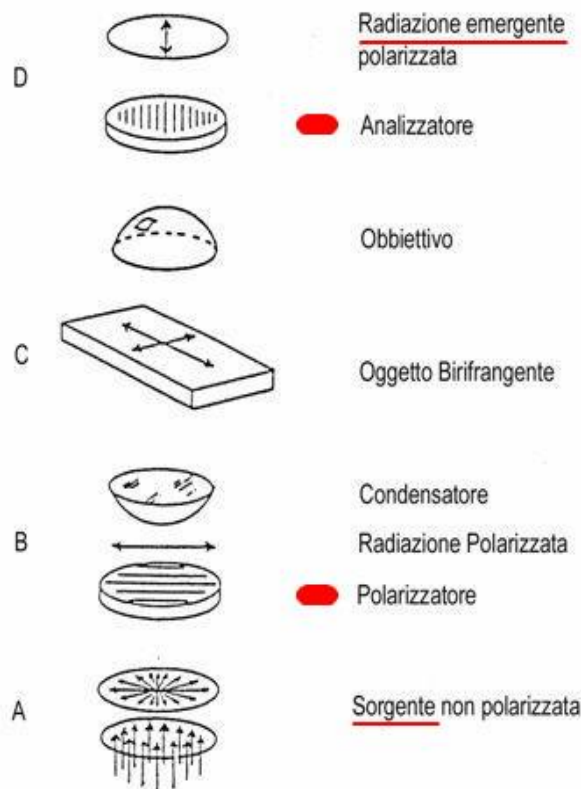 Radiazione emergente
polarizzata
D
Analizzatore
Obbiettivo
C
Oggetto Birifrangente
Condensatore
B
Radiazione Polarizzata
Polarizzatore
A
Sorgente non polarizzata